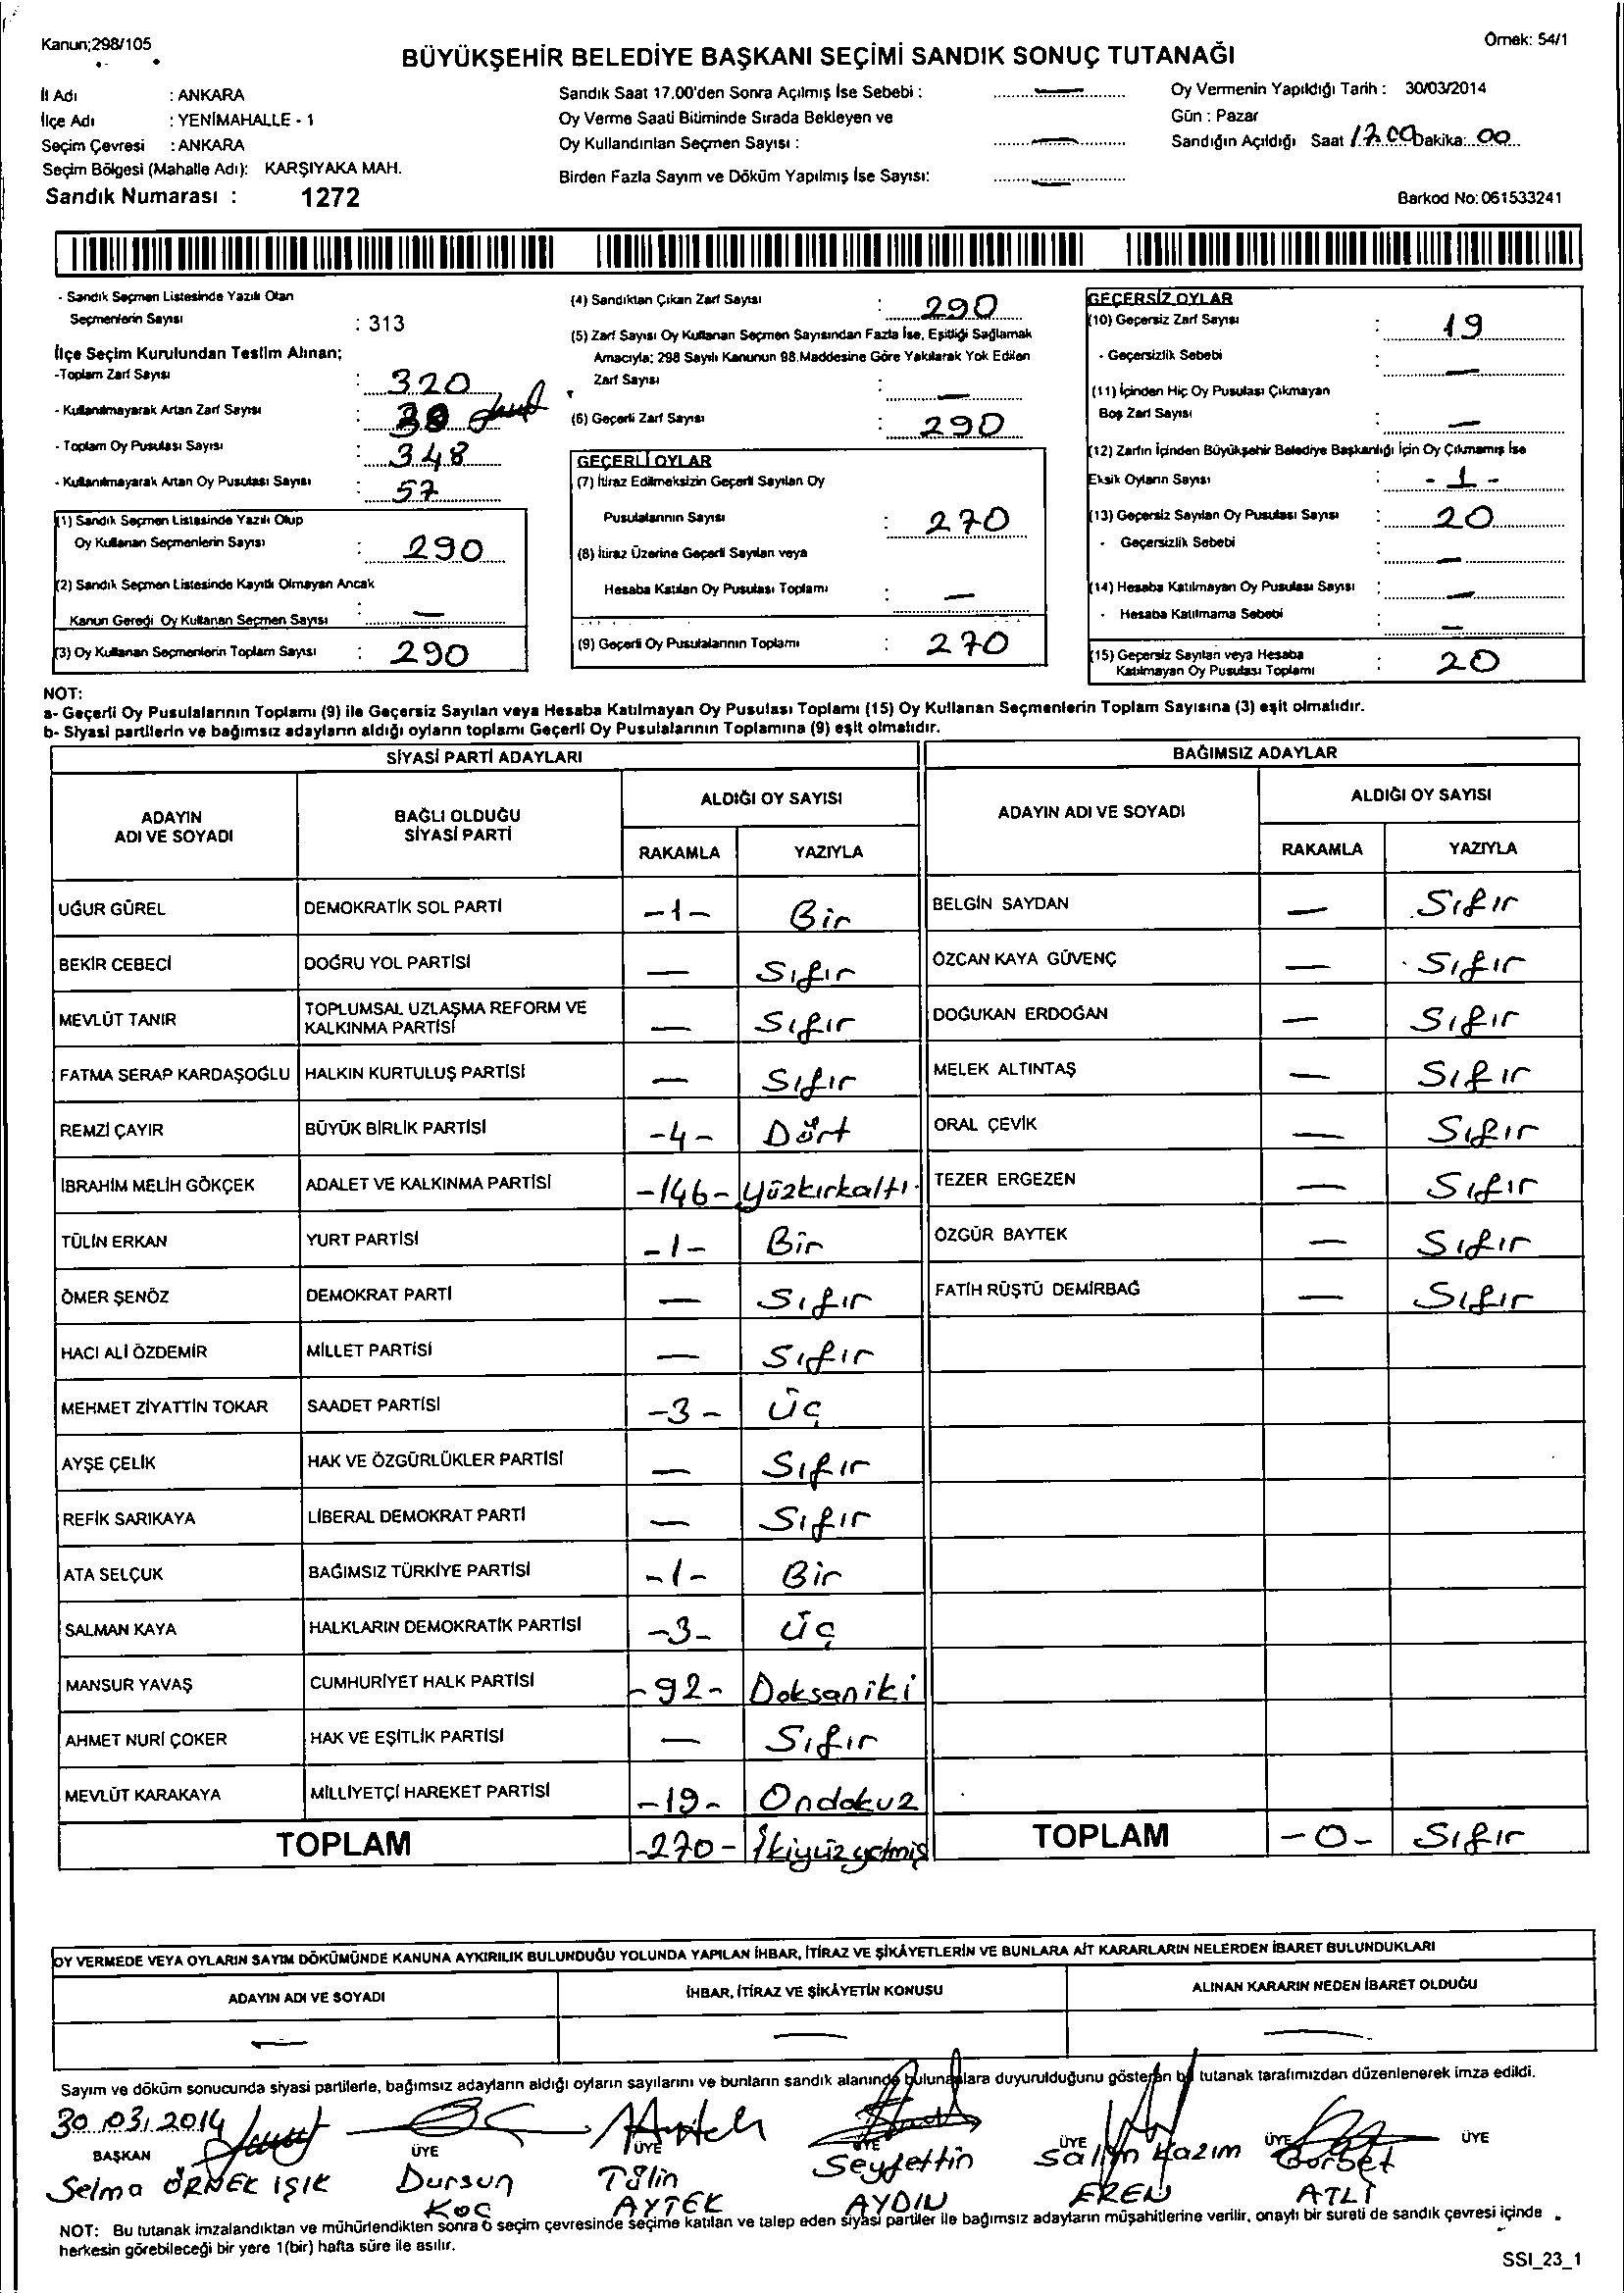 Kanun;298/105
Örnek: 54/1
BÜYÜKŞEHİR BELEDİYE BAŞKANI SEÇİMİ SANDIK SONUÇ TUTANAĞI
İl Adı : ANKARA
İlçe Adı : YENİMAHALLE - 1
Seçim Çevresi : ANKARA
Seçim Bölgesi (Mahalle Adı): KARŞIYAKA MAH.
Sandık Numarası : 1272
Sandık Saat 17.00'den Sonra Açılmış İse Sebebi : —
Oy Verme Saati Bitiminde Sırada Bekleyen ve
Oy Kullandırılan Seçmen Sayısı : —
Birden Fazla Sayım ve Döküm Yapılmış İse Sayısı: —
Oy Vermenin Yapıldığı Tarih : 30/03/2014
Gün : Pazar
Sandığın Açıldığı Saat 17.00 Dakika: 00
Barkod No: 061533241
- Sandık Seçmen Listesinde Yazılı Olan
Seçmenlerin Sayısı : 313
İlçe Seçim Kurulundan Teslim Alınan;
-Toplam Zarf Sayısı : 320
- Kullanılmayarak Artan Zarf Sayısı : 30
- Toplam Oy Pusulası Sayısı : 348
- Kullanılmayarak Artan Oy Pusulası Sayısı : 57
(1) Sandık Seçmen Listesinde Yazılı Olup
Oy Kullanan Seçmenlerin Sayısı : 290
(2) Sandık Seçmen Listesinde Kayıtlı Olmayan Ancak
Kanun Gereği Oy Kullanan Seçmen Sayısı : —
(3) Oy Kullanan Seçmenlerin Toplam Sayısı : 290
(4) Sandıktan Çıkan Zarf Sayısı : 290
(5) Zarf Sayısı Oy Kullanan Seçmen Sayısından Fazla İse, Eşitliği Sağlamak
Amacıyla; 298 Sayılı Kanunun 98.Maddesine Göre Yakılarak Yok Edilen
Zarf Sayısı : —
(6) Geçerli Zarf Sayısı : 290
GEÇERLİ OYLAR
(7) İtiraz Edilmeksizin Geçerli Sayılan Oy
Pusulalarının Sayısı : 270
(8) İtiraz Üzerine Geçerli Sayılan veya
Hesaba Katılan Oy Pusulası Toplamı : —
(9) Geçerli Oy Pusulalarının Toplamı : 270
GEÇERSİZ OYLAR
(10) Geçersiz Zarf Sayısı : 19
- Geçersizlik Sebebi : —
(11) İçinden Hiç Oy Pusulası Çıkmayan
Boş Zarf Sayısı : —
(12) Zarfın İçinden Büyükşehir Belediye Başkanlığı İçin Oy Çıkmamış İse
Eksik Oyların Sayısı : - 1 -
(13) Geçersiz Sayılan Oy Pusulası Sayısı : 20
- Geçersizlik Sebebi : —
(14) Hesaba Katılmayan Oy Pusulası Sayısı : —
- Hesaba Katılmama Sebebi : —
(15) Geçersiz Sayılan veya Hesaba
Katılmayan Oy Pusulası Toplamı : 20
NOT:
a- Geçerli Oy Pusulalarının Toplamı (9) ile Geçersiz Sayılan veya Hesaba Katılmayan Oy Pusulası Toplamı (15) Oy Kullanan Seçmenlerin Toplam Sayısına (3) eşit olmalıdır.
b- Siyasi partilerin ve bağımsız adayların aldığı oyların toplamı Geçerli Oy Pusulalarının Toplamına (9) eşit olmalıdır.
SİYASİ PARTİ ADAYLARI
ADAYIN ADI VE SOYADI
BAĞLI OLDUĞU SİYASİ PARTİ
ALDIĞI OY SAYISI
RAKAMLA YAZIYLA
UĞUR GÜREL DEMOKRATİK SOL PARTİ -1- Bir
BEKİR CEBECİ DOĞRU YOL PARTİSİ — Sıfır
MEVLÜT TANIR TOPLUMSAL UZLAŞMA REFORM VE KALKINMA PARTİSİ — Sıfır
FATMA SERAP KARDAŞOĞLU HALKIN KURTULUŞ PARTİSİ — Sıfır
REMZİ ÇAYIR BÜYÜK BİRLİK PARTİSİ -4- Dört
İBRAHİM MELİH GÖKÇEK ADALET VE KALKINMA PARTİSİ -146- Yüzkırkaltı
TÜLİN ERKAN YURT PARTİSİ -1- Bir
ÖMER ŞENÖZ DEMOKRAT PARTİ — Sıfır
HACI ALİ ÖZDEMİR MİLLET PARTİSİ — Sıfır
MEHMET ZİYATTİN TOKAR SAADET PARTİSİ -3- Üç
AYŞE ÇELİK HAK VE ÖZGÜRLÜKLER PARTİSİ — Sıfır
REFİK SARIKAYA LİBERAL DEMOKRAT PARTİ — Sıfır
ATA SELÇUK BAĞIMSIZ TÜRKİYE PARTİSİ -1- Bir
SALMAN KAYA HALKLARIN DEMOKRATİK PARTİSİ -3- Üç
MANSUR YAVAŞ CUMHURİYET HALK PARTİSİ -92- Doksaniki
AHMET NURİ ÇOKER HAK VE EŞİTLİK PARTİSİ — Sıfır
MEVLÜT KARAKAYA MİLLİYETÇİ HAREKET PARTİSİ -19- Ondokuz
TOPLAM -270- İkiyüzyetmiş
BAĞIMSIZ ADAYLAR
ADAYIN ADI VE SOYADI
ALDIĞI OY SAYISI
RAKAMLA YAZIYLA
BELGİN SAYDAN — Sıfır
ÖZCAN KAYA GÜVENÇ — Sıfır
DOĞUKAN ERDOĞAN — Sıfır
MELEK ALTINTAŞ — Sıfır
ORAL ÇEVİK — Sıfır
TEZER ERGEZEN — Sıfır
ÖZGÜR BAYTEK — Sıfır
FATİH RÜŞTÜ DEMİRBAĞ — Sıfır
TOPLAM -0- Sıfır
OY VERMEDE VEYA OYLARIN SAYIM DÖKÜMÜNDE KANUNA AYKIRILIK BULUNDUĞU YOLUNDA YAPILAN İHBAR, İTİRAZ VE ŞİKÂYETLERİN VE BUNLARA AİT KARARLARIN NELERDEN İBARET BULUNDUKLARI
ADAYIN ADI VE SOYADI İHBAR, İTİRAZ VE ŞİKÂYETİN KONUSU ALINAN KARARIN NEDEN İBARET OLDUĞU
— — —
Sayım ve döküm sonucunda siyasi partilerle, bağımsız adayların aldığı oyların sayılarını ve bunların sandık alanında bulunanlara duyurulduğunu gösteren bu tutanak tarafımızdan düzenlenerek imza edildi.
30.03.2014
BAŞKAN ÜYE ÜYE ÜYE ÜYE ÜYE ÜYE
Selma ÖRNEK IŞIK
Dursun KOÇ
Tülin AYTEK
Seyfettin AYDIN
Kazım EREN
ATLI
NOT: Bu tutanak imzalandıktan ve mühürlendikten sonra o seçim çevresinde seçime katılan ve talep eden siyasi partiler ile bağımsız adayların müşahitlerine verilir, onaylı bir sureti de sandık çevresi içinde
herkesin görebileceği bir yere 1(bir) hafta süre ile asılır.
SSI_23_1